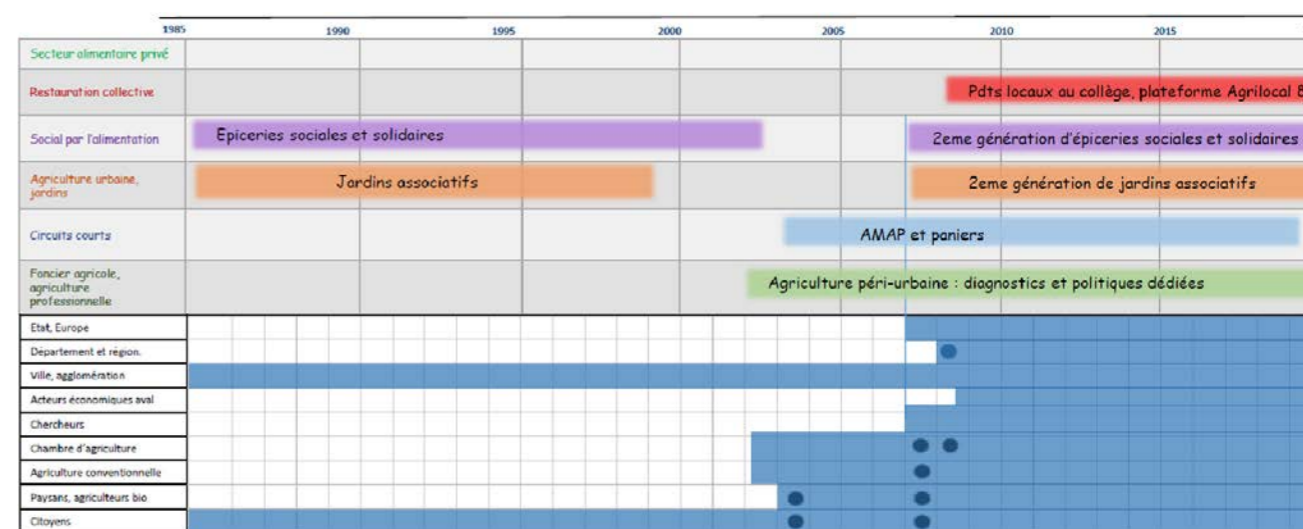 1985 1990 1995 2000 2005 2010 2015
Secteur alimentaire privé
Restauration collective
Pdts locaux au collège, plateforme Agrilocal
Social par l'alimentation
Epiceries sociales et solidaires
2eme génération d'épiceries sociales et solidaires
Agriculture urbaine,
jardins
Jardins associatifs
2eme génération de jardins associatifs
Circuits courts
AMAP et paniers
Foncier agricole,
agriculture
professionnelle
Agriculture péri-urbaine : diagnostics et politiques dédiées
Etat, Europe
Département et région.
Ville, agglomération
Acteurs économiques aval
Chercheurs
Chambre d'agriculture
Agriculture conventionnelle
Paysans, agriculteurs bio
Citoyens